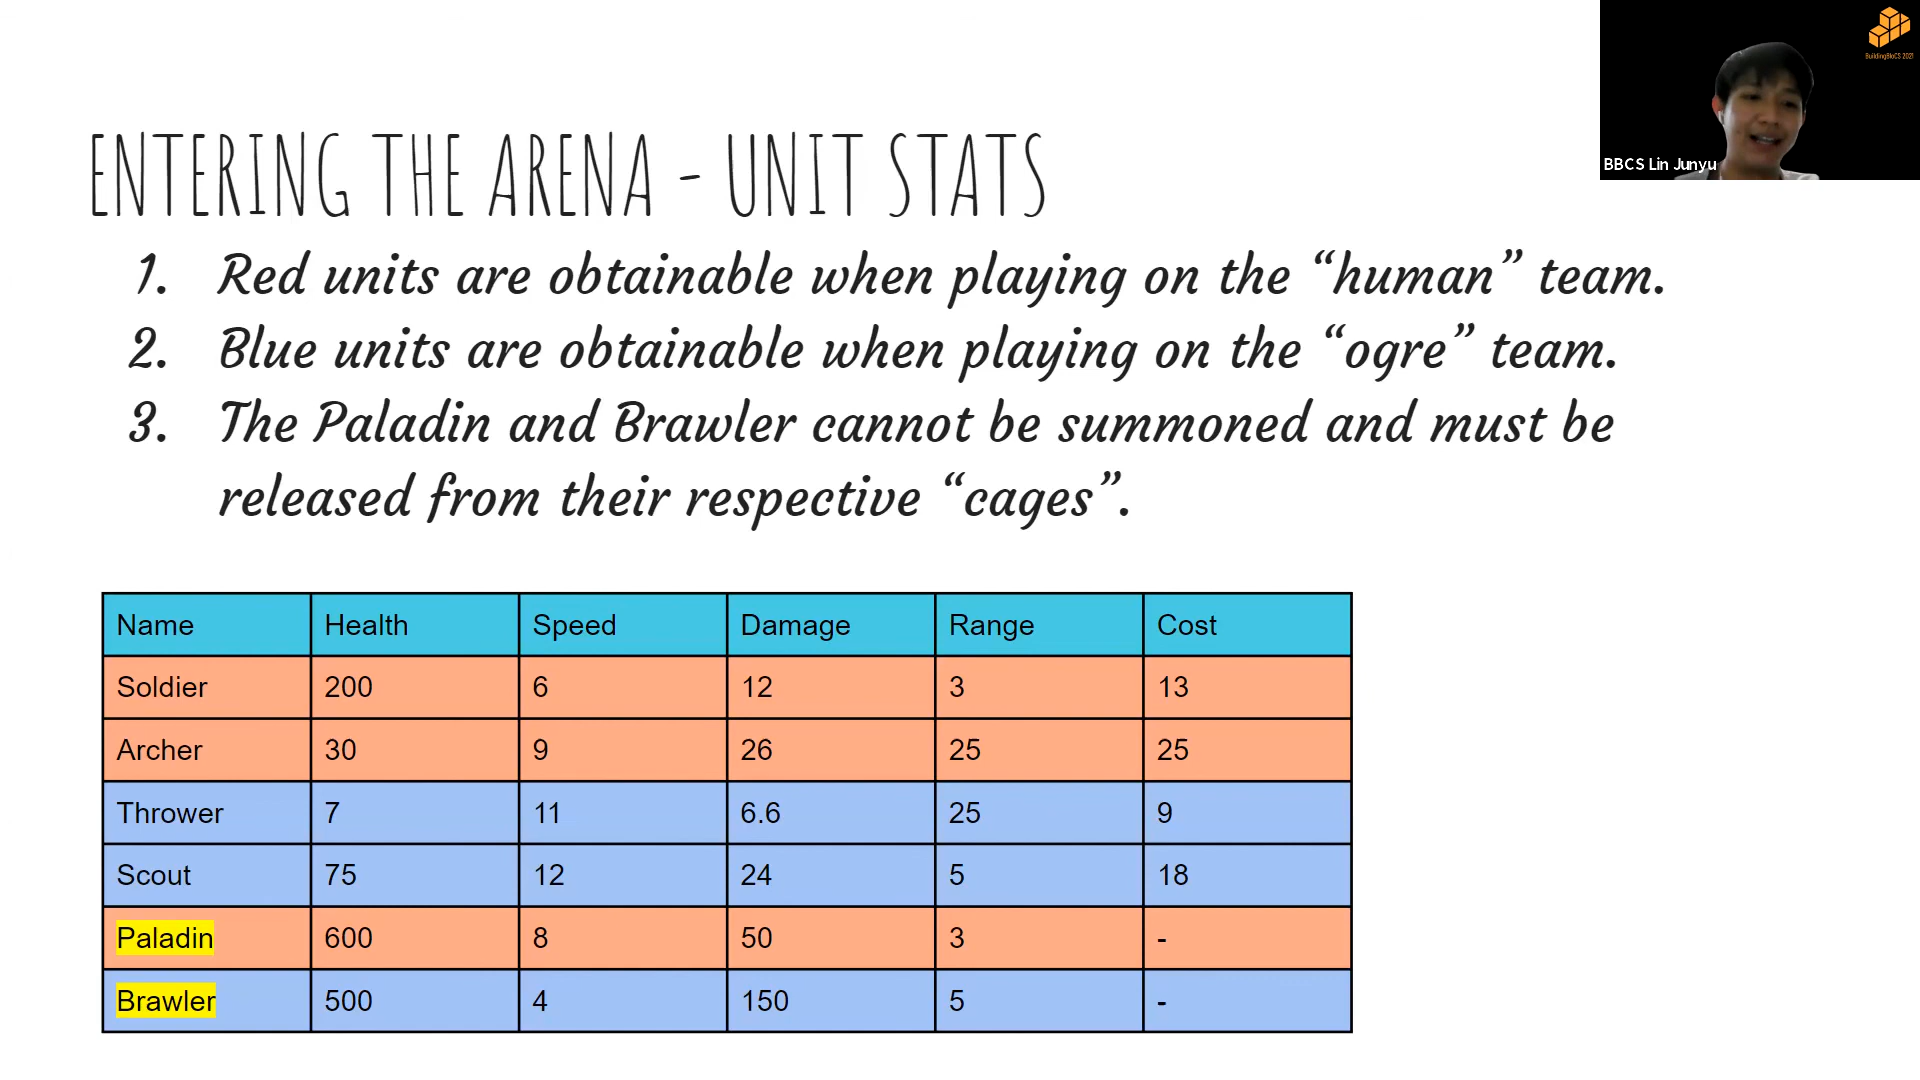 BuildingBloCS 2021
BBCS Lin Junyu
ENTERING THE ARENA - UNIT STATS
1. Red units are obtainable when playing on the “human” team.
2. Blue units are obtainable when playing on the “ogre” team.
3. The Paladin and Brawler cannot be summoned and must be
released from their respective “cages”.
Name Health Speed Damage Range Cost
Soldier 200 6 12 3 13
Archer 30 9 26 25 25
Thrower 7 11 6.6 25 9
Scout 75 12 24 5 18
Paladin 600 8 50 3 -
Brawler 500 4 150 5 -